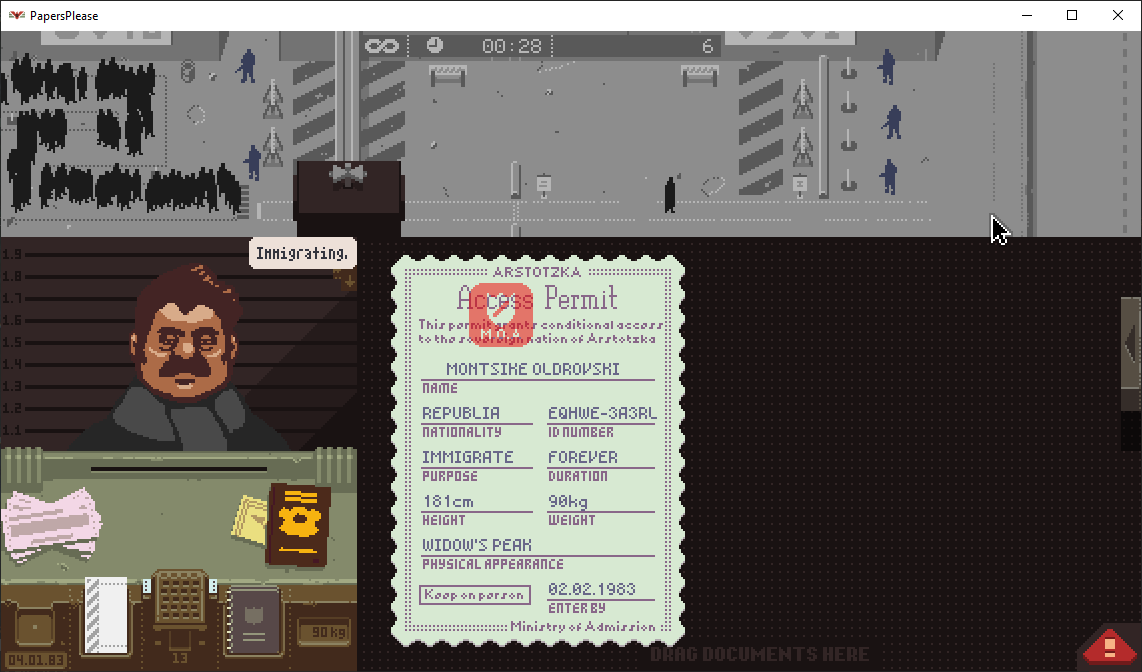 PapersPlease
00:28
6
1.9
1.8
1.7
1.6
1.5
1.4
1.3
1.2
1.1
Immigrating.
ARSTOTZKA
Access Permit
This permit grants conditional access
to the sovereign nation of Arstotzka
M.O.A
MONTSIKE OLDROVSKI
NAME
REPUBLIA EQHWE-3A3RL
NATIONALITY ID NUMBER
IMMIGRATE FOREVER
PURPOSE DURATION
181cm 90kg
HEIGHT WEIGHT
WIDOW'S PEAK
PHYSICAL APPEARANCE
Keep on person 02.02.1983
ENTER BY
Ministry of Admission
90 kg
04.01.83
13
DRAG DOCUMENTS HERE